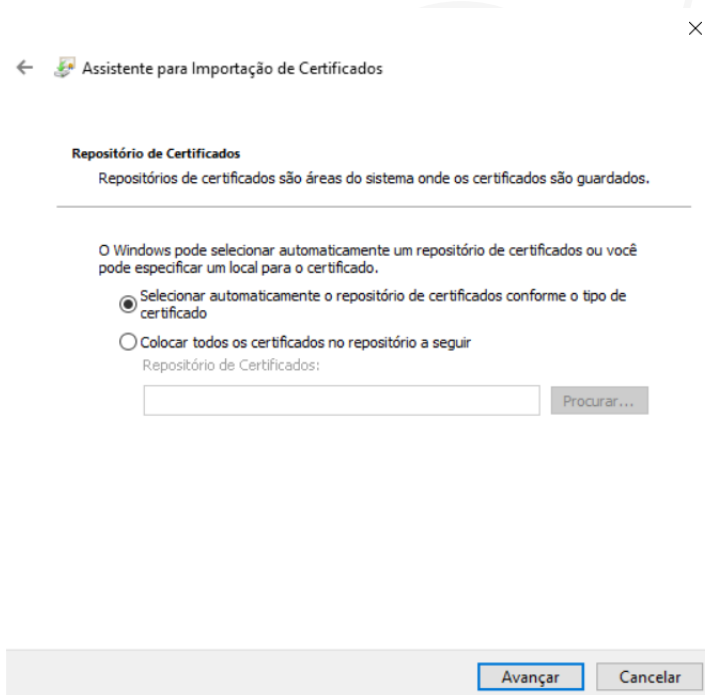 Assistente para Importação de Certificados
Repositório de Certificados
Repositórios de certificados são áreas do sistema onde os certificados são guardados.
O Windows pode selecionar automaticamente um repositório de certificados ou você
pode especificar um local para o certificado.
Selecionar automaticamente o repositório de certificados conforme o tipo de
certificado
Colocar todos os certificados no repositório a seguir
Repositório de Certificados:
Procurar...
Avançar Cancelar